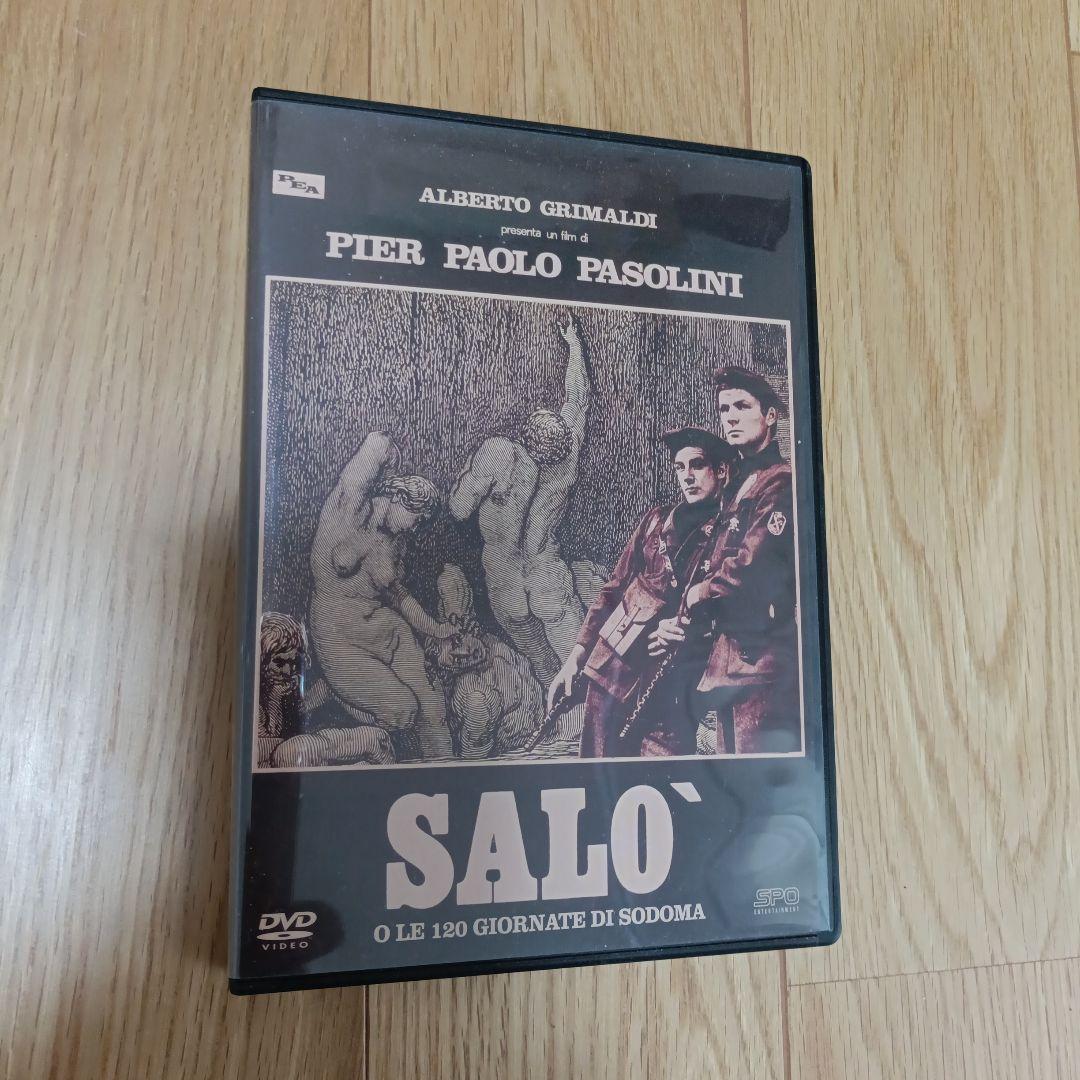 PEA
ALBERTO GRIMALDI
presenta un film di
PIER PAOLO PASOLINI
SALO`
O LE 120 GIORNATE DI SODOMA
DVD
VIDEO
SPO
ENTERTAINMENT